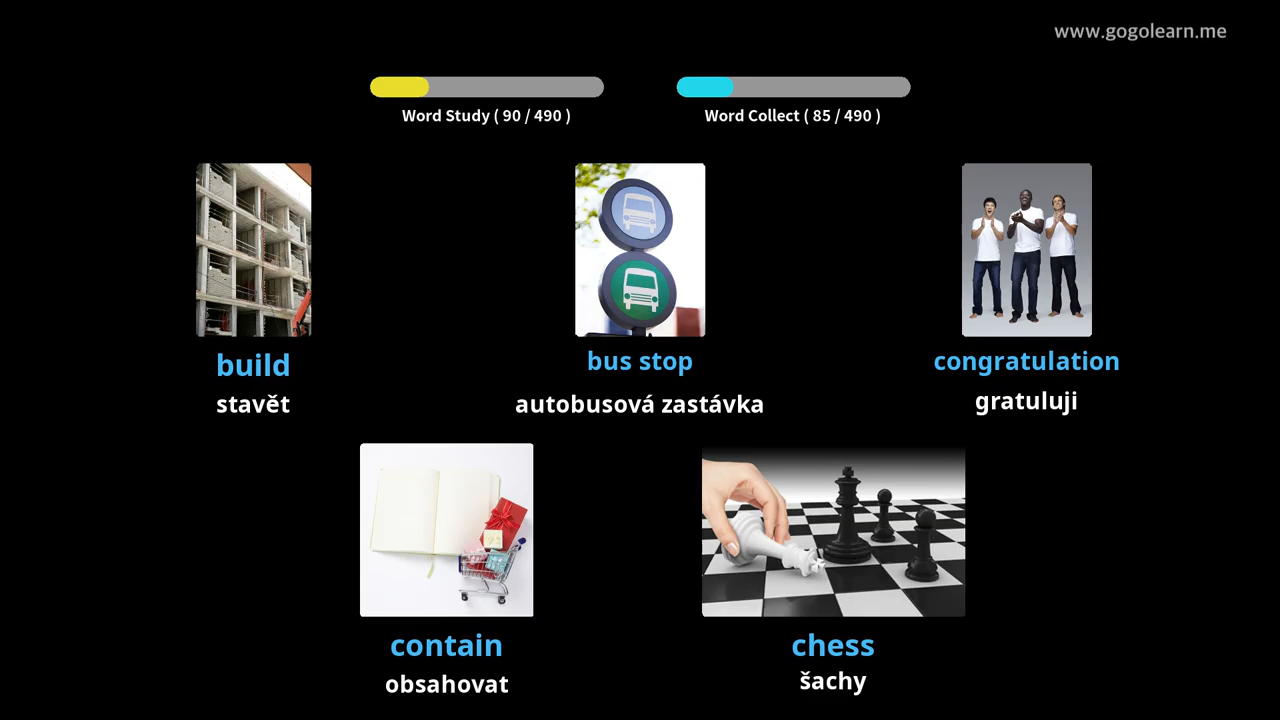 www.gogolearn.me
Word Study ( 90 / 490 )
Word Collect ( 85 / 490 )
build
stavět
bus stop
autobusová zastávka
congratulation
gratuluji
contain
obsahovat
chess
šachy